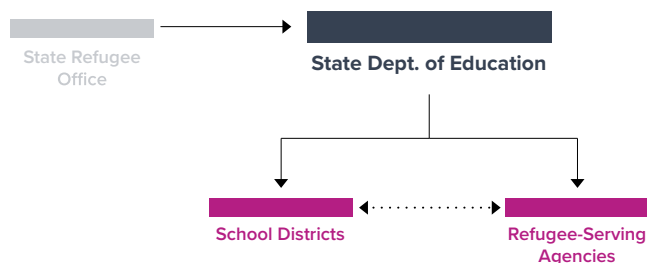 State Refugee
Office
State Dept. of Education
School Districts
Refugee-Serving
Agencies